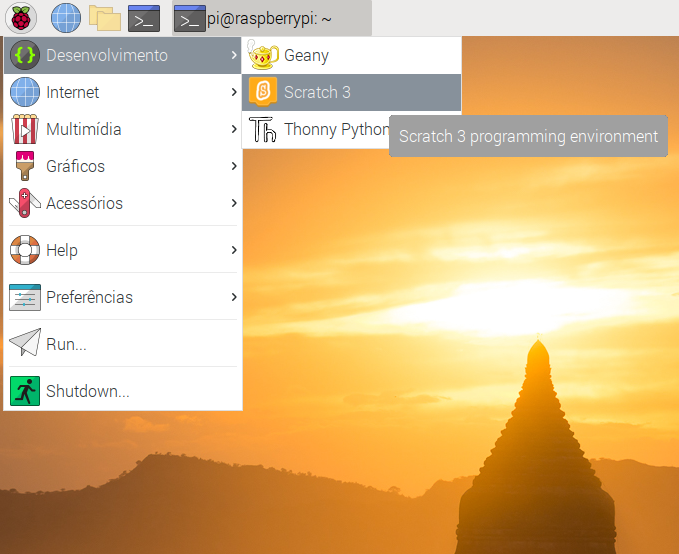 pi@raspberrypi: ~
Desenvolvimento
Internet
Multimídia
Gráficos
Acessórios
Help
Preferências
Run...
Shutdown...
Geany
Scratch 3
Thonny Python
Scratch 3 programming environment